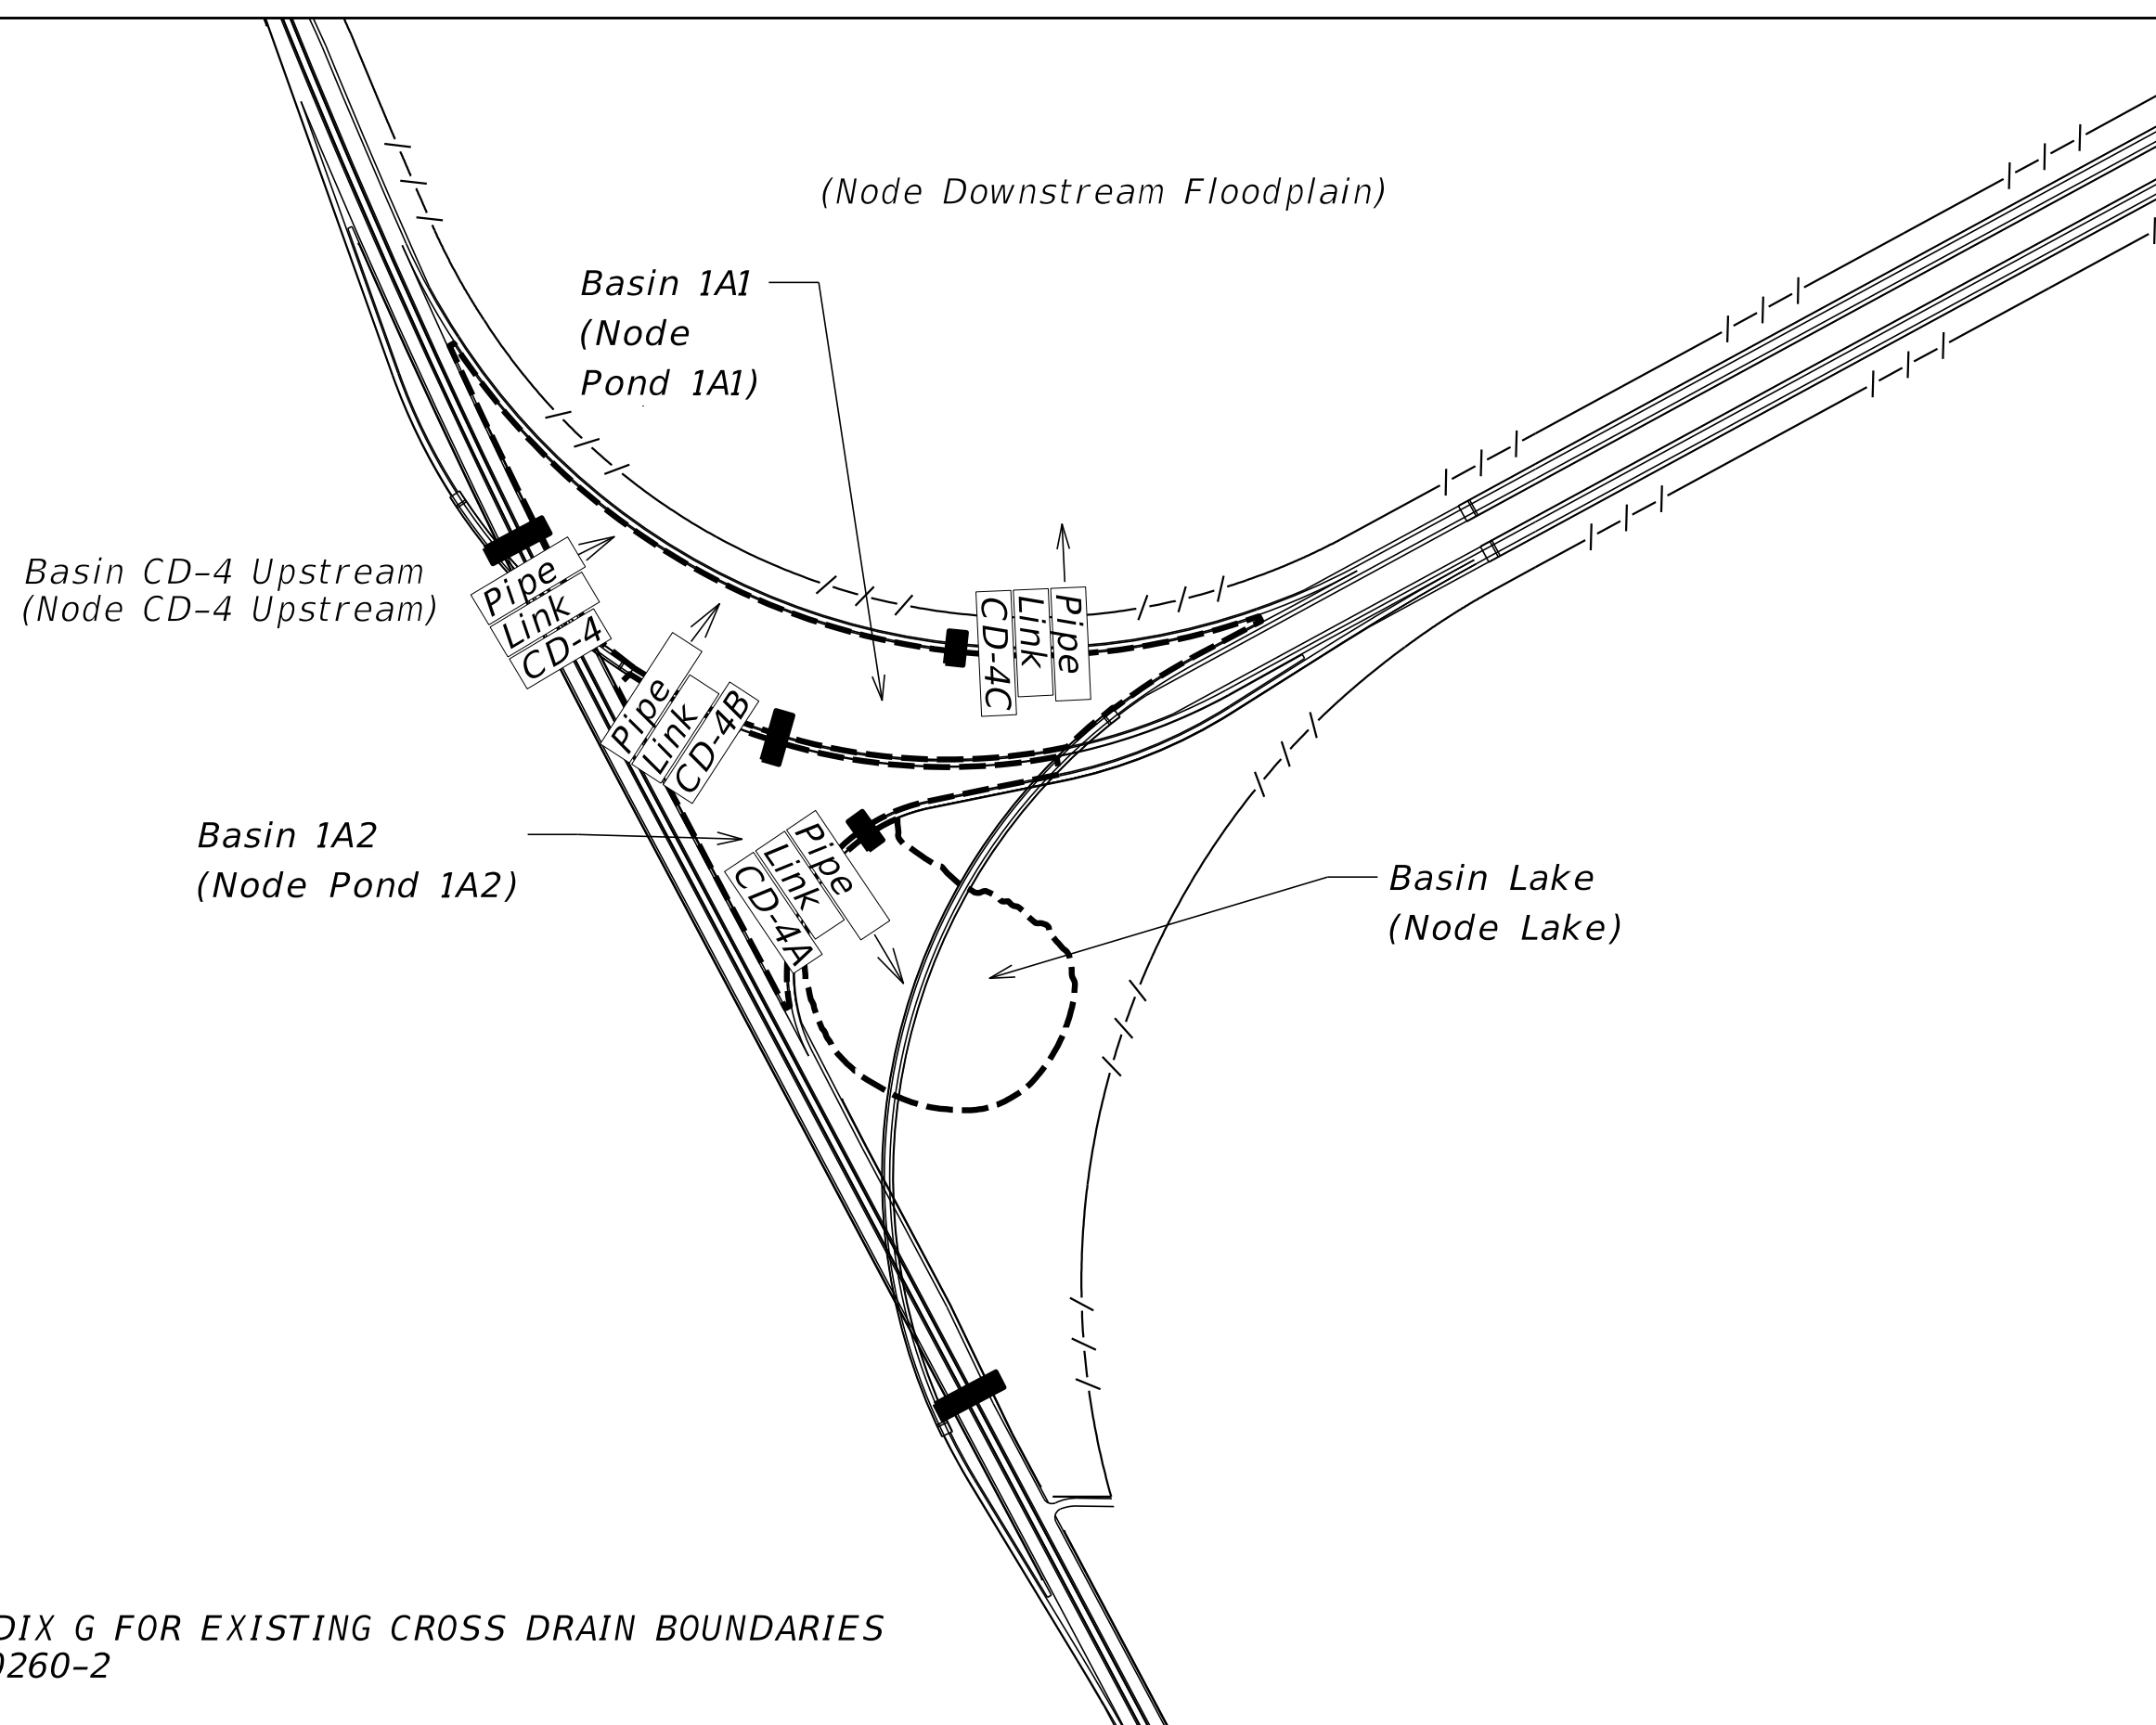 (Node Downstream Floodplain)
Basin 1A1
(Node
Pond 1A1)
Basin CD-4 Upstream
(Node CD-4 Upstream)
Pipe
Link
CD-4
Pipe
Link
CD-4C
Pipe
Link
CD-4B
Basin 1A2
(Node Pond 1A2)
Pipe
Link
CD-4A
Basin Lake
(Node Lake)
DIX G FOR EXISTING CROSS DRAIN BOUNDARIES
0260-2